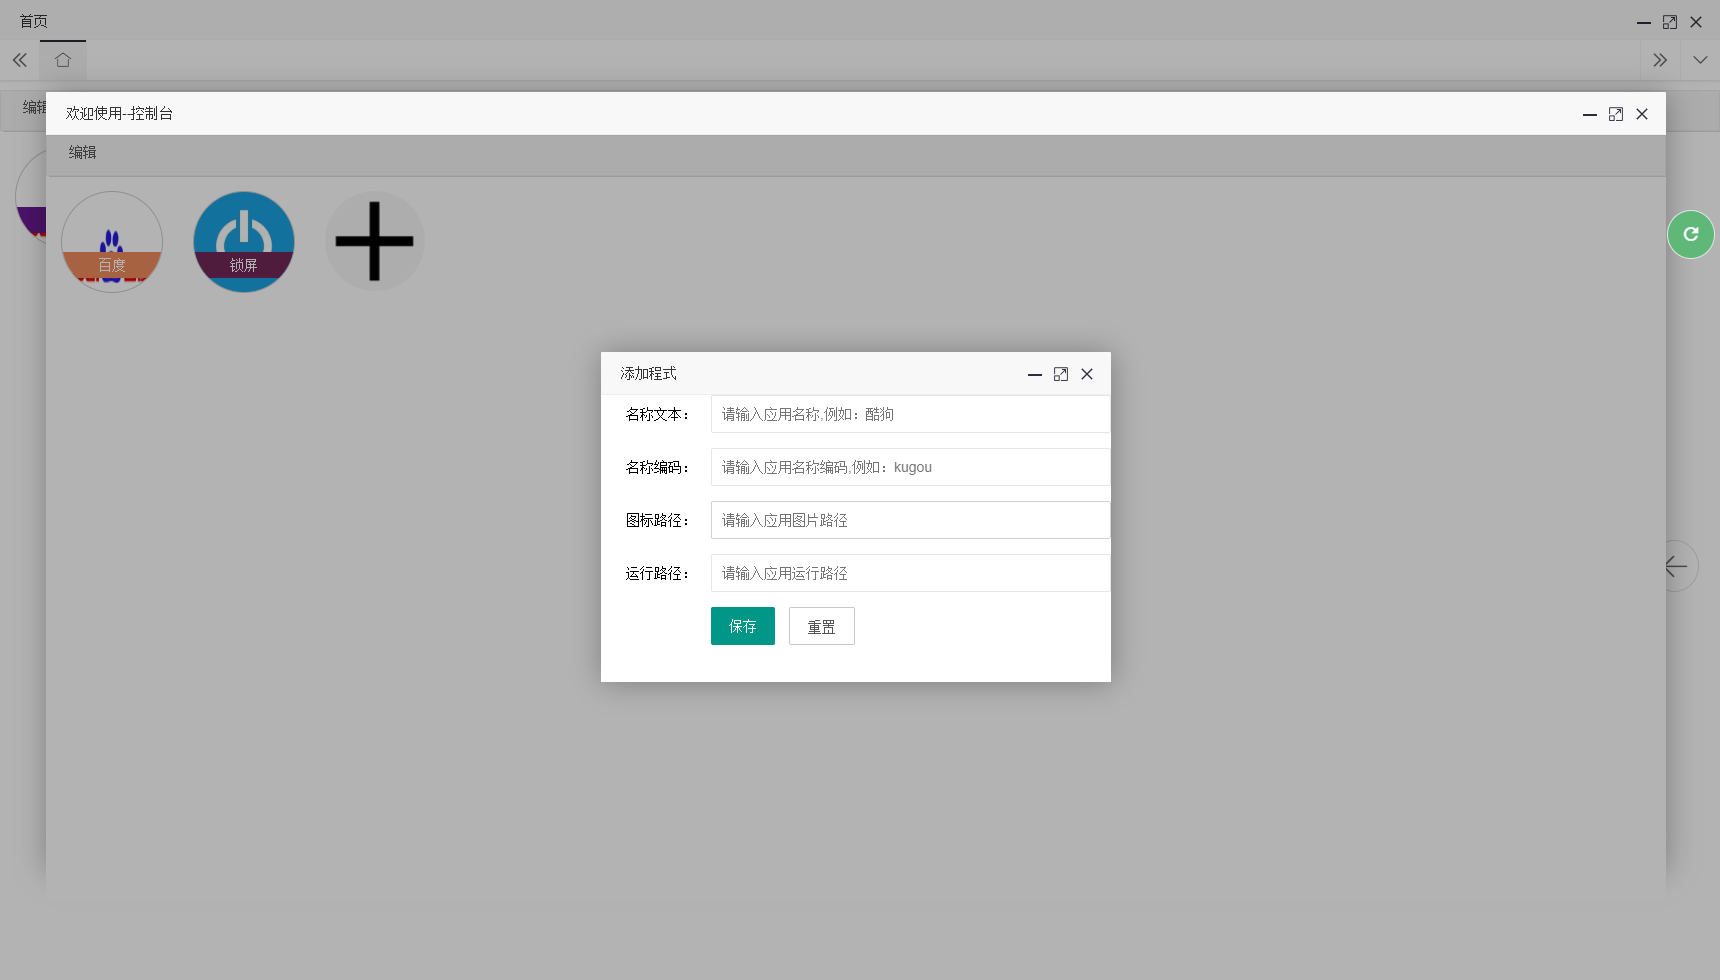 首页
编辑
欢迎使用--控制台
编辑
百度
锁屏
添加程式
名称文本：
请输入应用名称,例如：酷狗
名称编码：
请输入应用名称编码,例如：kugou
图标路径：
请输入应用图片路径
运行路径：
请输入应用运行路径
保存
重置